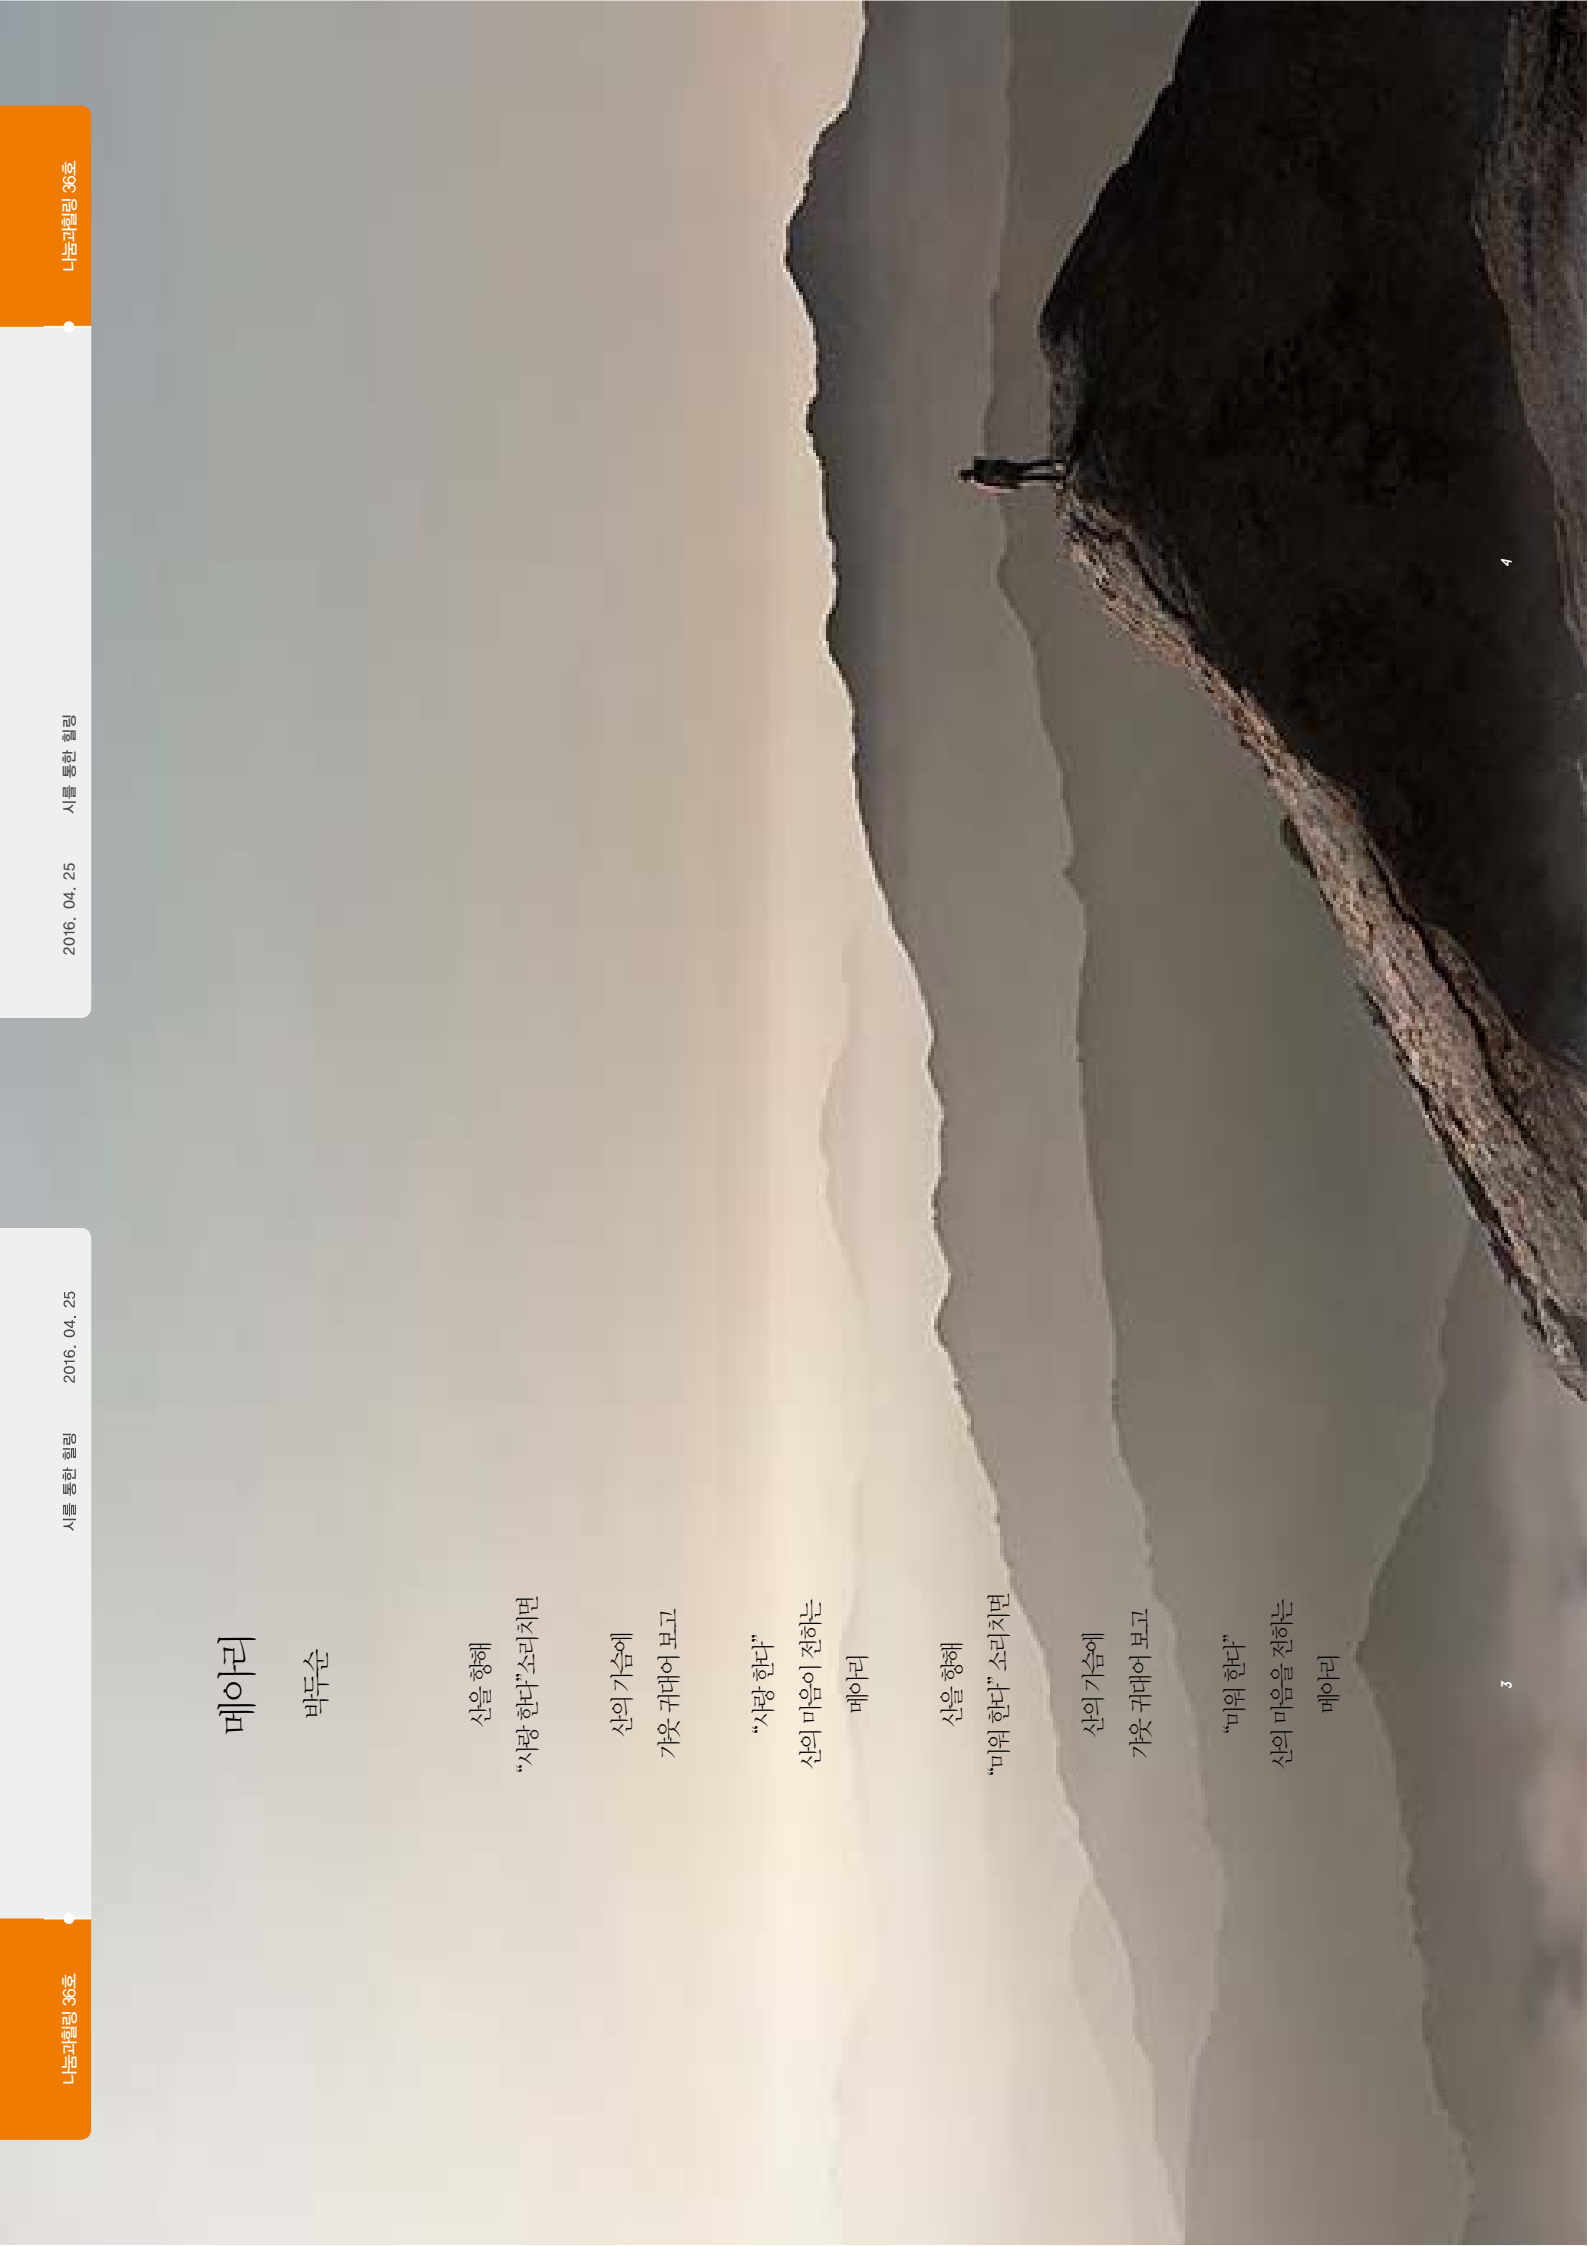 나눔과힐링 36호
시를 통한 힐링
2016. 04. 25
메아리
박두순
산을 향해
“사랑 한다”소리치면
산의 가슴에
가웃 귀대어 보고
“사랑 한다”
산의 마음이 전하는
메아리
산을 향해
“미워 한다” 소리치면
산의 가슴에
가웃 귀대어 보고
“미워 한다”
산의 마음을 전하는
메아리
3
2016. 04. 25
시를 통한 힐링
나눔과힐링 36호
4